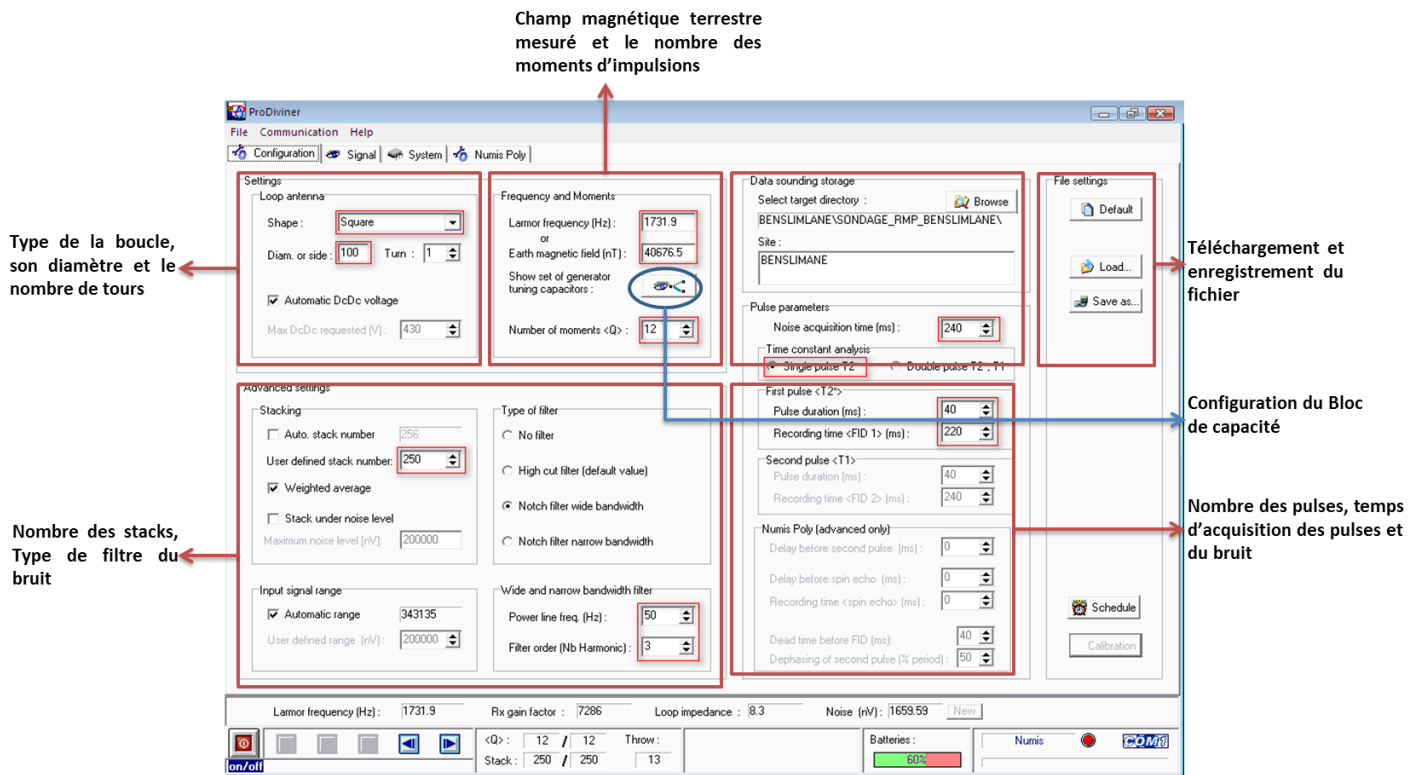 Champ magnétique terrestre
mesuré et le nombre des
moments d'impulsions
ProDiviner
File Communication Help
Configuration Signal System Numis Poly
Type de la boucle,
son diamètre et le
nombre de tours
Settings
Loop antenna
Shape : Square
Diam. or side : 100 Turn : 1
Automatic DcDc voltage
Max DcDc requested (V) : 430
Frequency and Moments
Larmor frequency (Hz) : 1731.9
or
Earth magnetic field (nT) : 40676.5
Show set of generator
tuning capacitors :
Number of moments <Q> : 12
Data sounding storage
Select target directory : Browse
BENSLIMLANE\SONDAGE_RMP_BENSLIMLANE\
Site :
BENSLIMANE
Pulse parameters
Noise acquisition time (ms) : 240
Time constant analysis
Single pulse T2* Double pulse T2*, T1
File settings
Default
Load...
Save as...
Téléchargement et
enregistrement du
fichier
Advanced settings
Stacking
Auto. stack number 256
User defined stack number: 250
Weighted average
Stack under noise level
Maximum noise level [nV]: 200000
Type of filter
No filter
High cut filter (default value)
Notch filter wide bandwidth
Notch filter narrow bandwidth
First pulse <T2*>
Pulse duration (ms) : 40
Recording time <FID 1> (ms) : 220
Second pulse <T1>
Pulse duration (ms) : 40
Recording time <FID 2> (ms) : 240
Configuration du Bloc
de capacité
Nombre des stacks,
Type de filtre du
bruit
Input signal range
Automatic range 343135
User defined range (nV) : 200000
Wide and narrow bandwidth filter
Power line freq. (Hz) : 50
Filter order (Nb Harmonic) : 3
Numis Poly (advanced only)
Delay before second pulse (ms) : 0
Delay before spin echo (ms) : 0
Recording time <spin echo> (ms) : 0
Dead time before FID (ms): 40
Dephasing of second pulse (% period) : 50
Schedule
Calibration
Nombre des pulses, temps
d'acquisition des pulses et
du bruit
Larmor frequency (Hz) : 1731.9 Rx gain factor : 7286 Loop impedance : 8.3 Noise (nV) : 1659.59 New
on/off
<Q> : 12 / 12 Throw :
Stack : 250 / 250 13
Batteries :
60%
Numis COM1